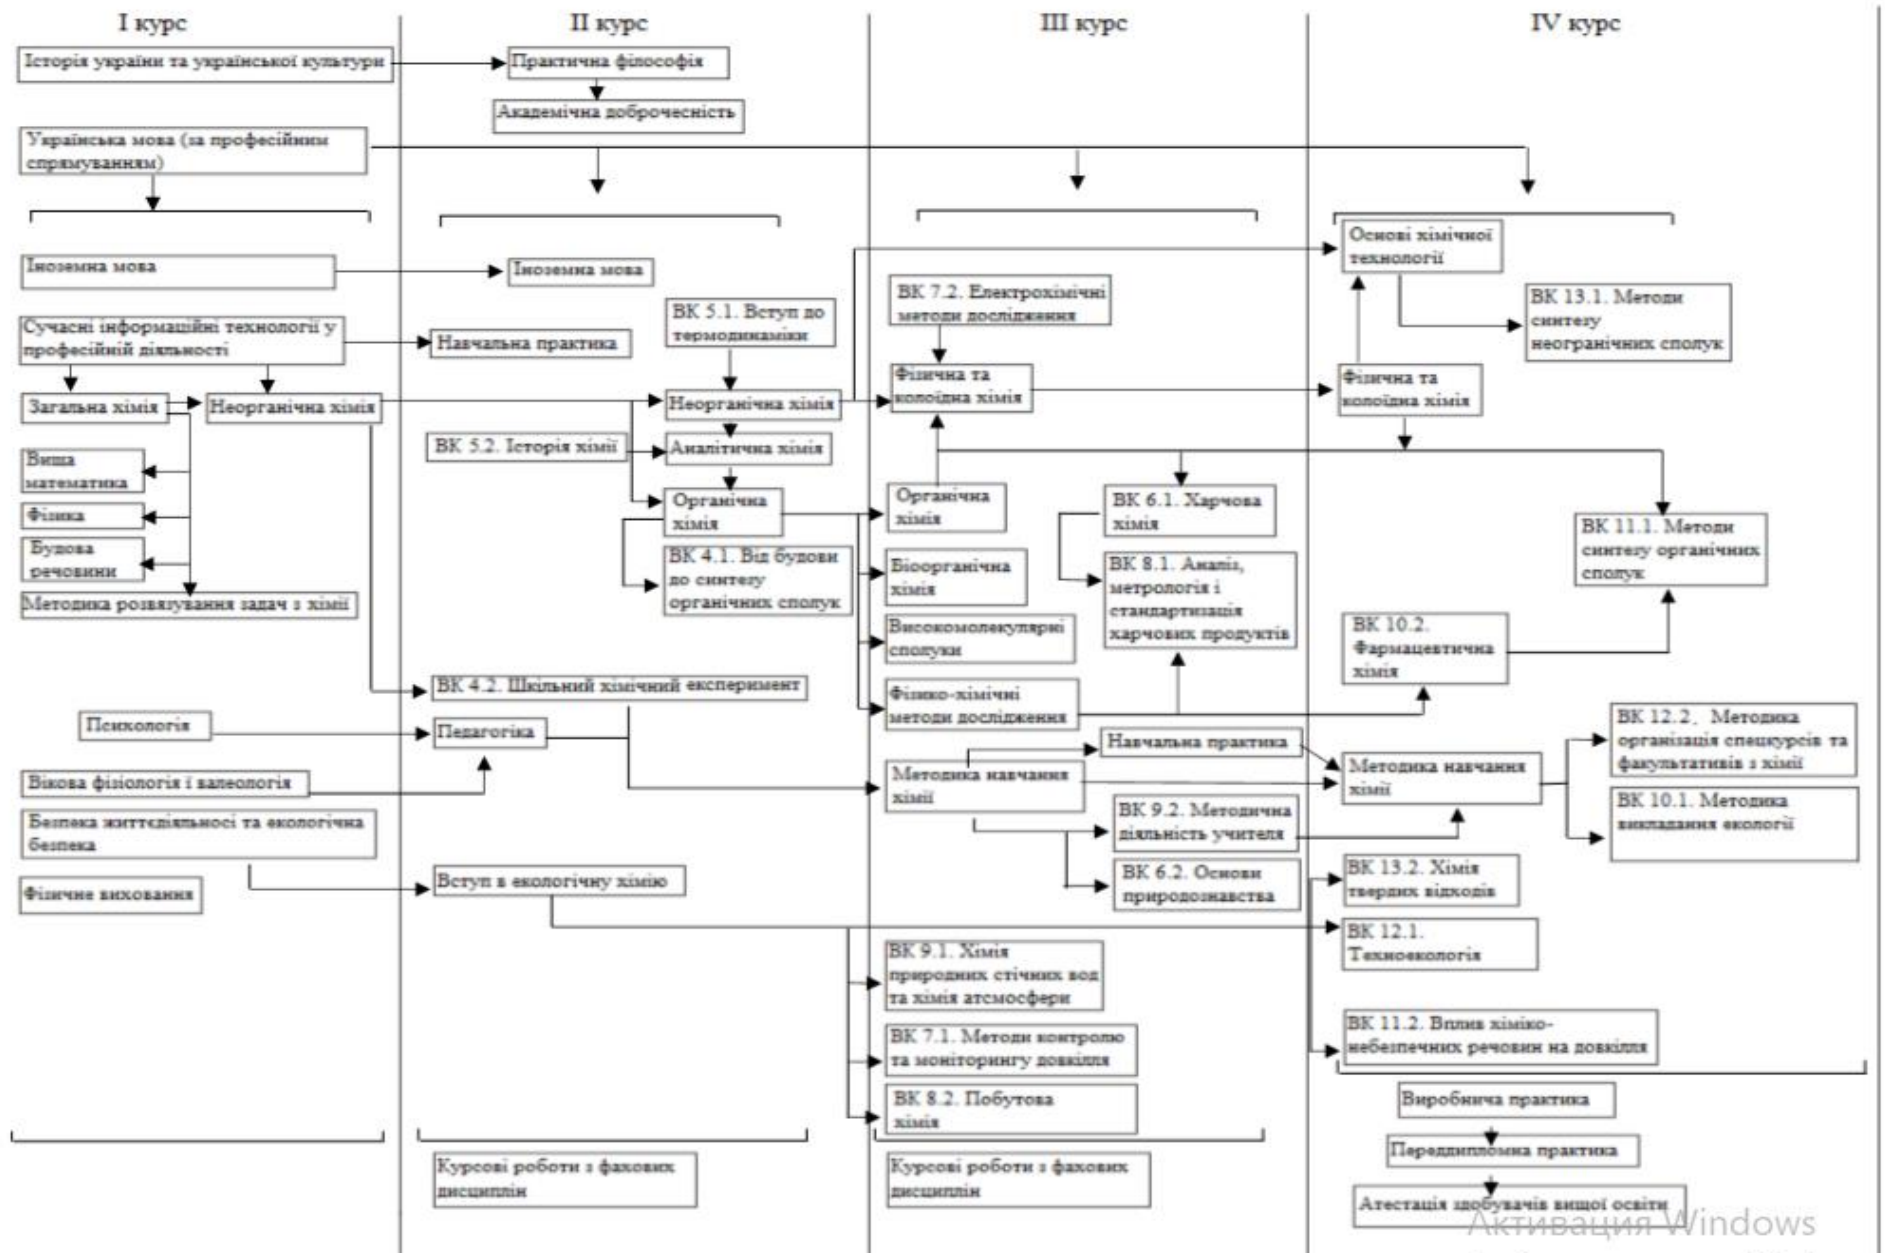 I курс
Історія україни та української культури
Українська мова (за професійним
спрямуванням)
Іноземна мова
Сучасні інформаційні технології у
професійній діяльності
Загальна хімія
Неорганічна хімія
Вища
математика
Фізика
Будова
речовини
Методика розвязування задач з хімії
Психологія
Вікова фізіологія ї валеологія
Безпека життєдіяльносі та екологічна
безпека
Фізичне виховання
II курс
Практична філософія
Академічна доброчесність
Іноземна мова
ВК 5.1. Вступ до
термодинаміки
Навчальна практика
Неорганічна хімія
ВК 5.2. Історія хімії
Аналітична хімія
Органічна
хімія
ВК 4.1. Від будови
до синтезу
органічних сполук
ВК 4.2. Шкільний хімічний експеримент
Педагогіка
Вступ в екологічну хімію
Курсові роботи з фахових
дисциплін
III курс
ВК 7.2. Електрохімічні
методи дослідження
Фізична та
колоїдна хімія
Органічна
хімія
ВК 6.1. Харчова
хімія
Біоорганічна
хімія
ВК 8.1. Аналіз,
метрологія і
стандартизація
харчових продуктів
Високомолекулярні
сполуки
Фізико-хімічні
методи дослідження
Навчальна практика
Методика навчання
хімії
ВК 9.2. Методична
діяльність учителя
ВК 6.2. Основи
природознавства
ВК 9.1. Хімія
природних стічних вод
та хімія атсмосфери
ВК 7.1. Методи контролю
та моніторингу довкілля
ВК 8.2. Побутова
хімія
Курсові роботи з фахових
дисциплін
IV курс
Основі хімічної
технології
ВК 13.1. Методи
синтезу
неогранічних сполук
Фізична та
колоїдна хімія
ВК 11.1. Методи
синтезу органічних
сполук
ВК 10.2.
Фармацевтична
хімія
ВК 12.2. Методика
організація спецкурсів та
факультативів з хімії
Методика навчання
хімії
ВК 10.1. Методика
викладання екології
ВК 13.2. Хімія
твердих відходів
ВК 12.1.
Техноекологія
ВК 11.2. Вплив хіміко-
небезпечних речовин на довкілля
Виробнича практика
Переддипломна практика
Атестація здобувачів вищої освіти
Активация Windows